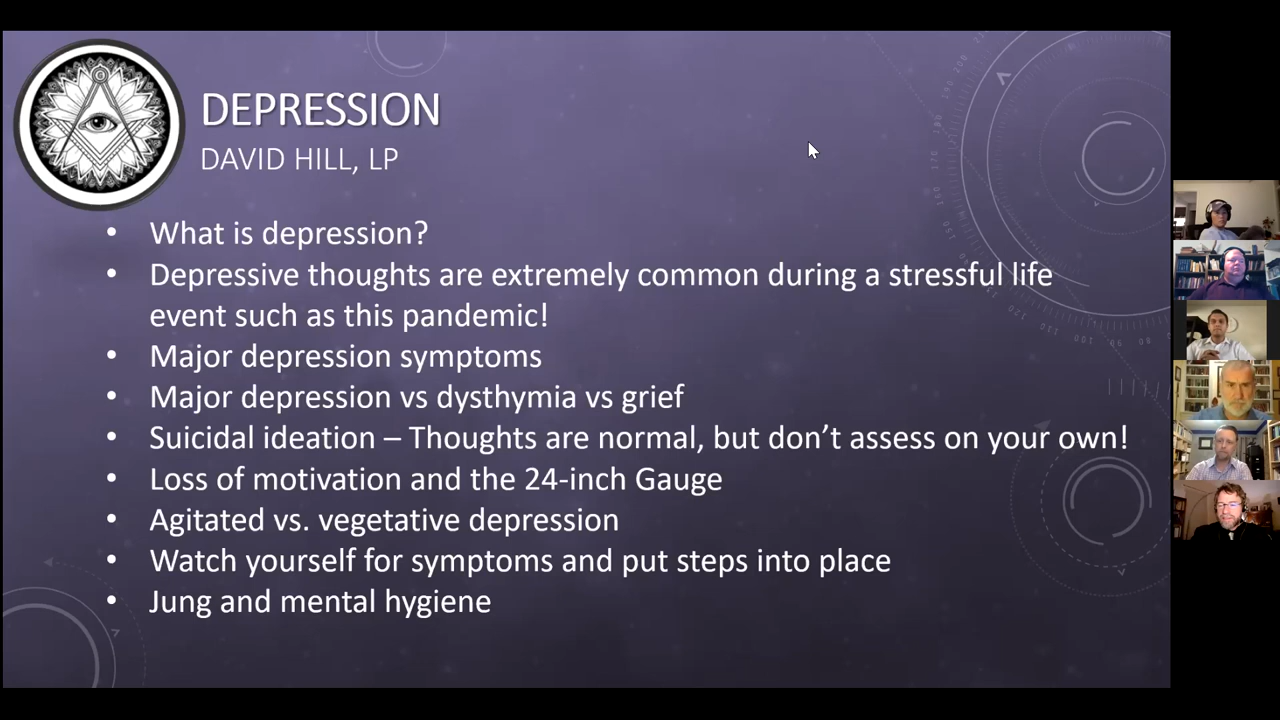 DEPRESSION
DAVID HILL, LP
• What is depression?
• Depressive thoughts are extremely common during a stressful life
event such as this pandemic!
• Major depression symptoms
• Major depression vs dysthymia vs grief
• Suicidal ideation – Thoughts are normal, but don’t assess on your own!
• Loss of motivation and the 24-inch Gauge
• Agitated vs. vegetative depression
• Watch yourself for symptoms and put steps into place
• Jung and mental hygiene